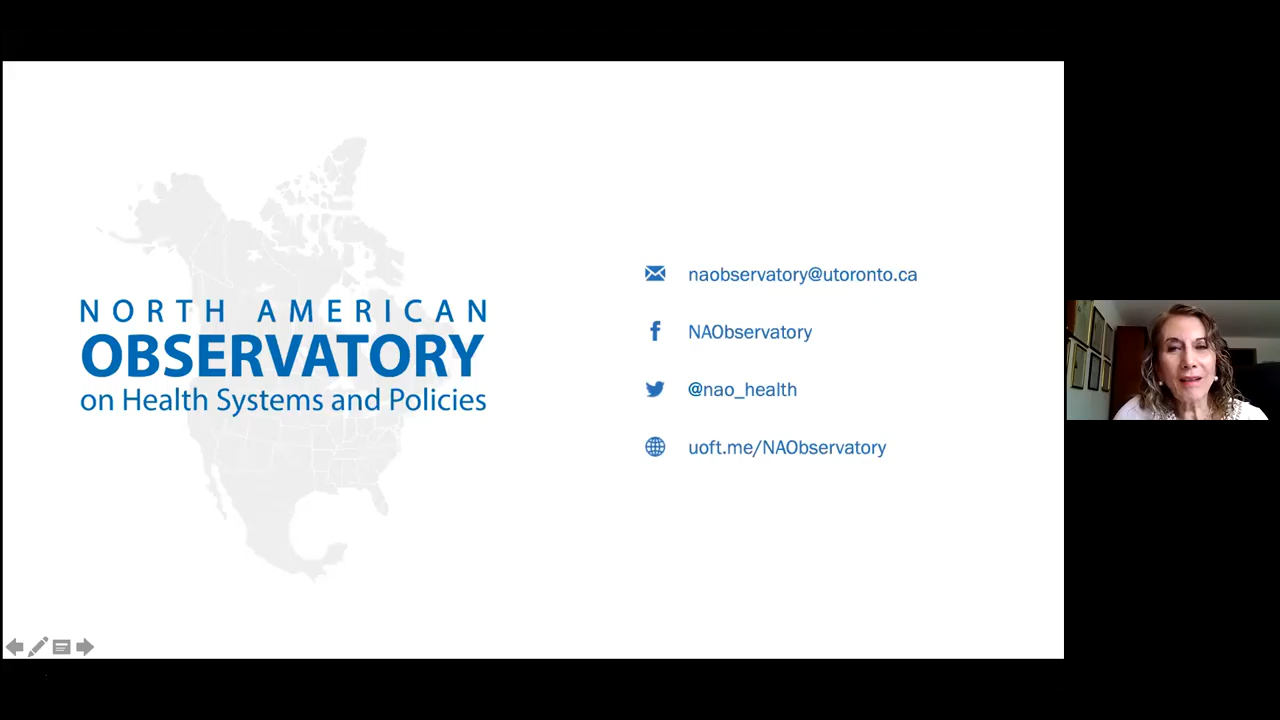 NORTH AMERICAN
OBSERVATORY
on Health Systems and Policies
naobservatory@utoronto.ca
NAObservatory
@nao_health
uoft.me/NAObservatory